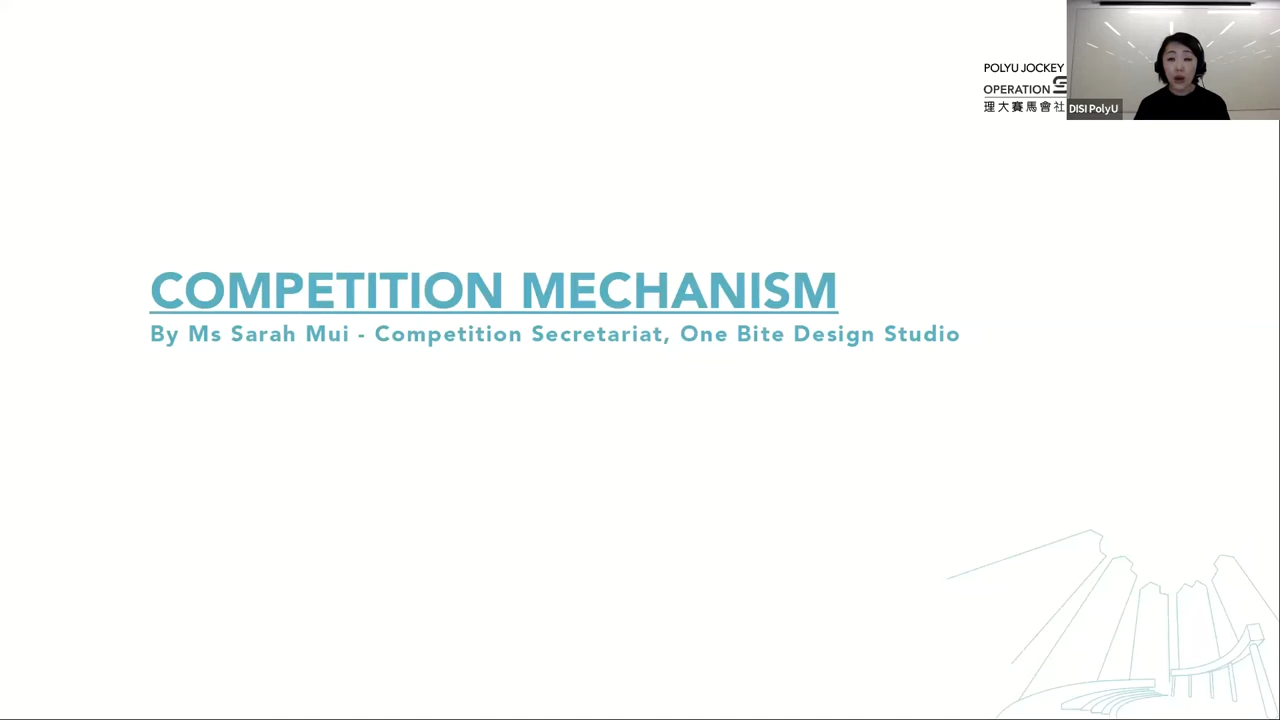 POLYU JOCKEY
OPERATION
理大賽馬會社
DISI PolyU
COMPETITION MECHANISM
By Ms Sarah Mui - Competition Secretariat, One Bite Design Studio